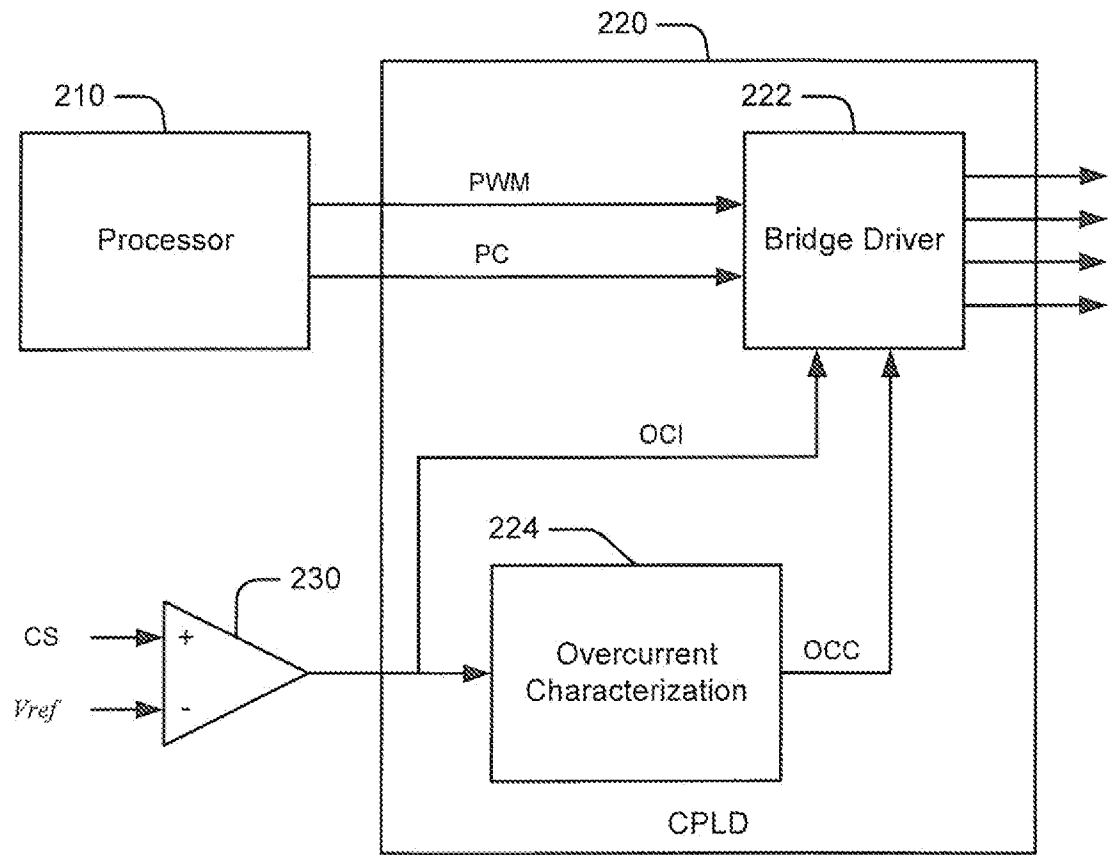 220
210
222
PWM
Processor
PC
Bridge Driver
OCI
224
230
CS
+
Overcurrent
Characterization
OCC
Vref
-
CPLD